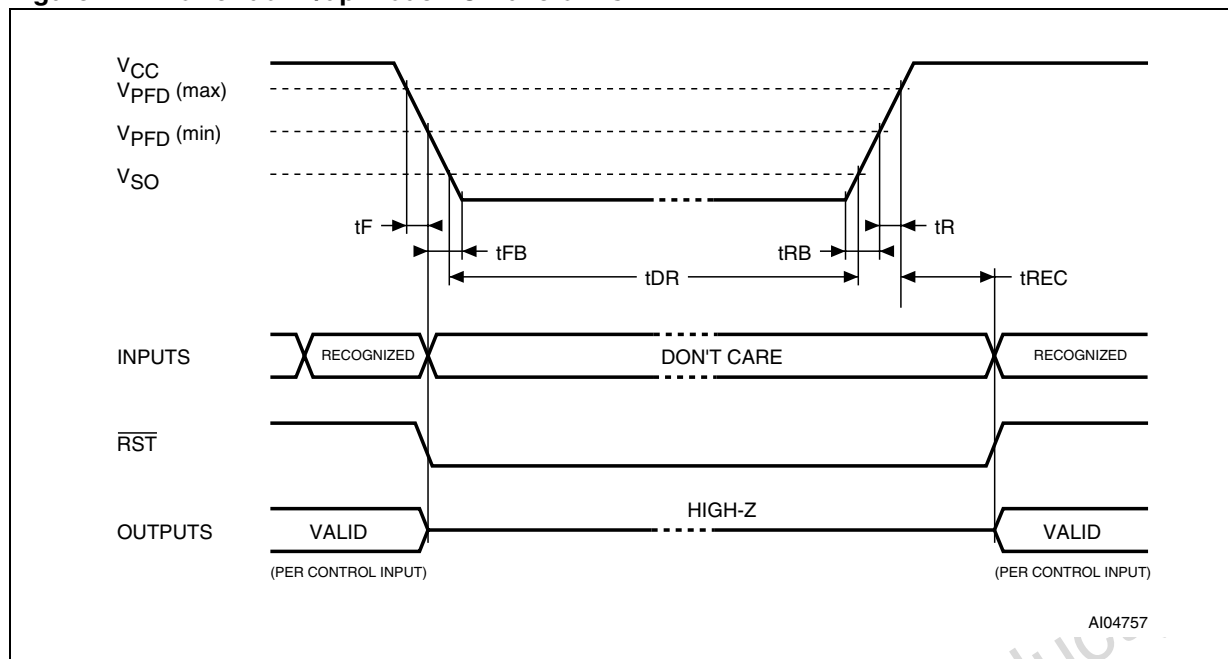 VCC
VPFD (max)
VPFD (min)
VSO
tF
tFB
tRB
tR
tDR
tREC
INPUTS
RECOGNIZED
DON'T CARE
RECOGNIZED
RST
HIGH-Z
OUTPUTS
VALID
VALID
(PER CONTROL INPUT)
(PER CONTROL INPUT)
AI04757